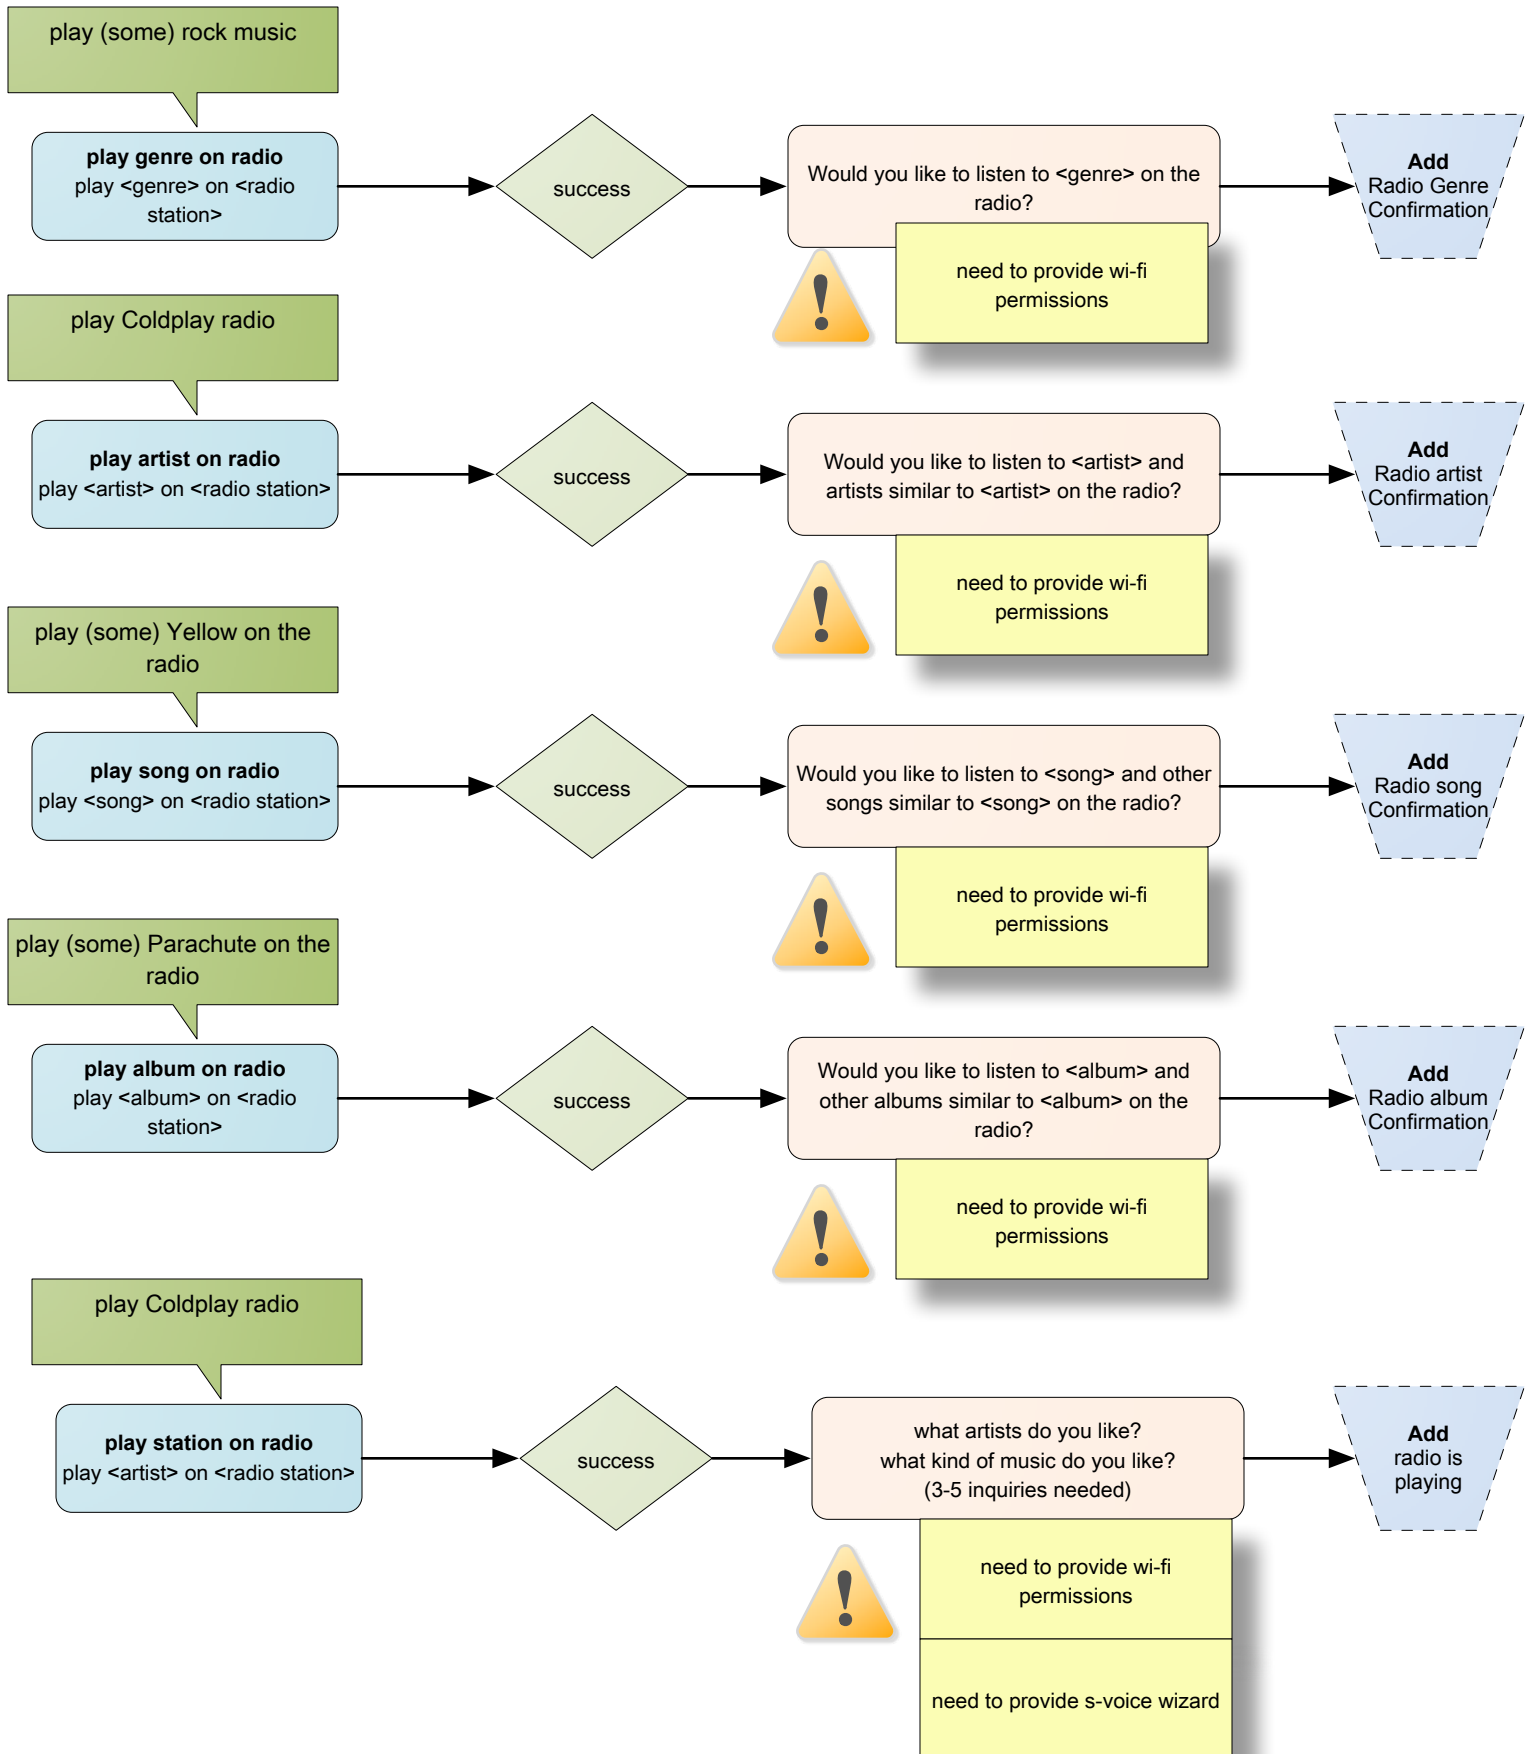 play (some) rock music
play genre on radio
play <genre> on <radio
station>
success
Would you like to listen to <genre> on the
radio?
Add
Radio Genre
Confirmation
need to provide wi-fi
permissions
play Coldplay radio
play artist on radio
play <artist> on <radio station>
success
Would you like to listen to <artist> and
artists similar to <artist> on the radio?
Add
Radio artist
Confirmation
need to provide wi-fi
permissions
play (some) Yellow on the
radio
play song on radio
play <song> on <radio station>
success
Would you like to listen to <song> and other
songs similar to <song> on the radio?
Add
Radio song
Confirmation
need to provide wi-fi
permissions
play (some) Parachute on the
radio
play album on radio
play <album> on <radio
station>
success
Would you like to listen to <album> and
other albums similar to <album> on the
radio?
Add
Radio album
Confirmation
need to provide wi-fi
permissions
play Coldplay radio
play station on radio
play <artist> on <radio station>
success
what artists do you like?
what kind of music do you like?
(3-5 inquiries needed)
Add
radio is
playing
need to provide wi-fi
permissions
need to provide s-voice wizard